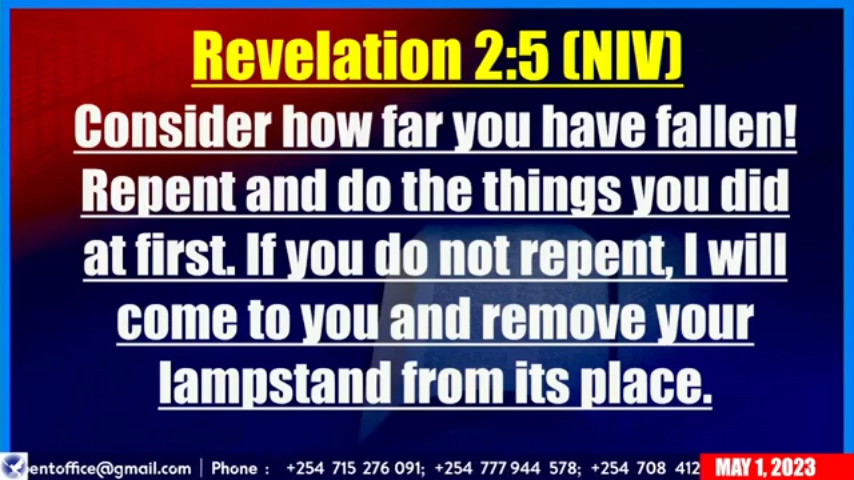 Revelation 2:5 (NIV)
Consider how far you have fallen!
Repent and do the things you did
at first. If you do not repent, I will
come to you and remove your
lampstand from its place.
entoffice@gmail.com | Phone : +254 715 276 091; +254 777 944 578; +254 708 412
MAY 1, 2023